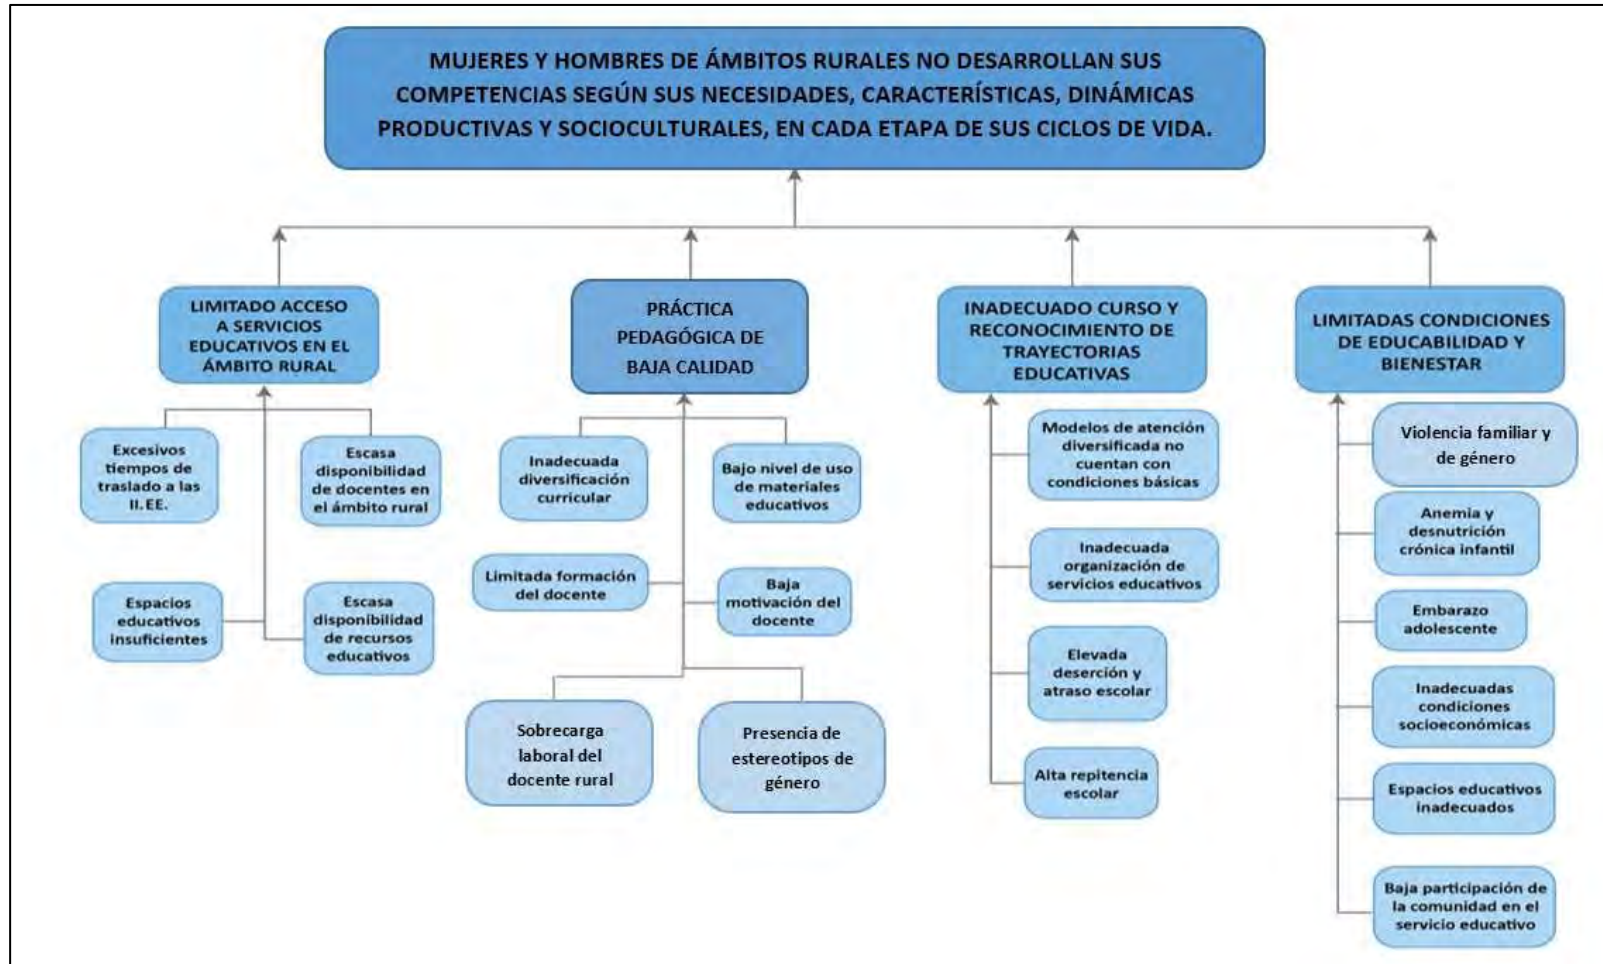 MUJERES Y HOMBRES DE ÁMBITOS RURALES NO DESARROLLAN SUS
COMPETENCIAS SEGÚN SUS NECESIDADES, CARACTERÍSTICAS, DINÁMICAS
PRODUCTIVAS Y SOCIOCULTURALES, EN CADA ETAPA DE SUS CICLOS DE VIDA.
LIMITADO ACCESO
A SERVICIOS
EDUCATIVOS EN EL
ÁMBITO RURAL
Excesivos
tiempos de
traslado a las
II.EE.
Escasa
disponibilidad
de docentes en
el ámbito rural
Espacios
educativos
insuficientes
Escasa
disponibilidad
de recursos
educativos
PRÁCTICA
PEDAGÓGICA DE
BAJA CALIDAD
Inadecuada
diversificación
curricular
Bajo nivel de uso
de materiales
educativos
Limitada formación
del docente
Baja
motivación del
docente
Sobrecarga
laboral del
docente rural
Presencia de
estereotipos de
género
INADECUADO CURSO Y
RECONOCIMIENTO DE
TRAYECTORIAS
EDUCATIVAS
Modelos de atención
diversificada no
cuentan con
condiciones básicas
Inadecuada
organización de
servicios educativos
Elevada
deserción y
atraso escolar
Alta repitencia
escolar
LIMITADAS CONDICIONES
DE EDUCABILIDAD Y
BIENESTAR
Violencia familiar y
de género
Anemia y
desnutrición
crónica infantil
Embarazo
adolescente
Inadecuadas
condiciones
socioeconómicas
Espacios educativos
inadecuados
Baja participación de
la comunidad en el
servicio educativo